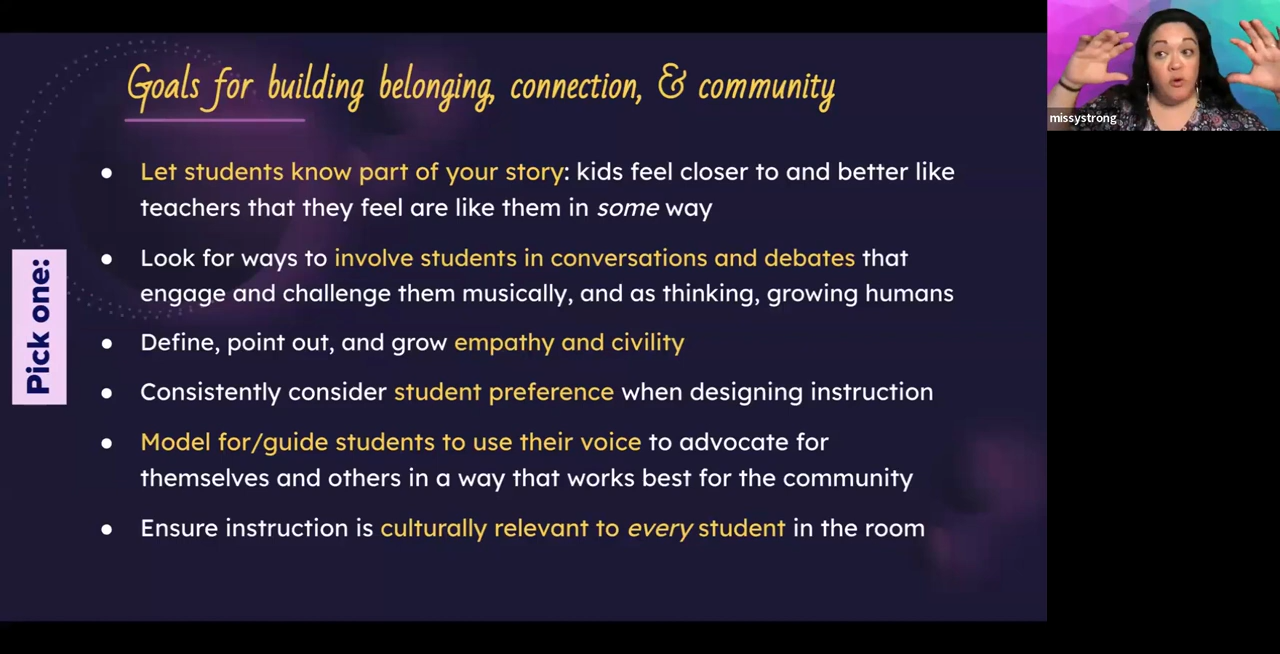 Goals for building belonging, connection, & community
missystrong
Pick one:
● Let students know part of your story: kids feel closer to and better like
teachers that they feel are like them in some way
● Look for ways to involve students in conversations and debates that
engage and challenge them musically, and as thinking, growing humans
● Define, point out, and grow empathy and civility
● Consistently consider student preference when designing instruction
● Model for/guide students to use their voice to advocate for
themselves and others in a way that works best for the community
● Ensure instruction is culturally relevant to every student in the room